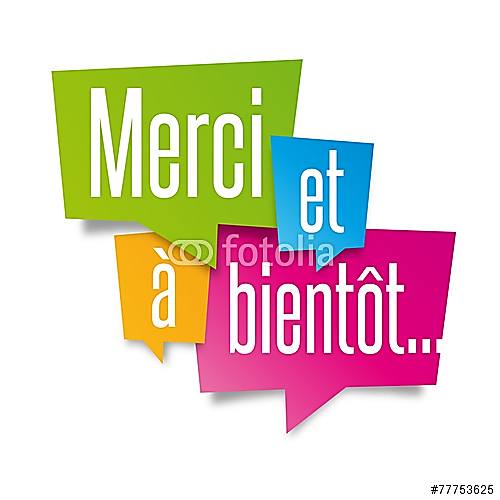 Merci
et
à
bientôt...
fotolia
#77753625